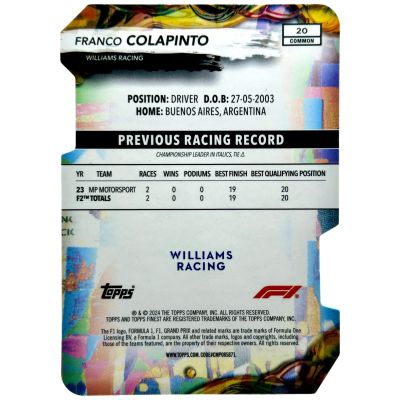 FRANCO COLAPINTO
WILLIAMS RACING
20
COMMON
POSITION: DRIVER D.O.B: 27-05-2003
HOME: BUENOS AIRES, ARGENTINA
PREVIOUS RACING RECORD
CHAMPIONSHIP LEADER IN ITALICS, TIE Δ
YR TEAM RACES WINS PODIUMS BEST FINISH BEST QUALIFYING POSITION
23 MP MOTORSPORT 2 0 0 19 20
F2™ TOTALS 2 0 0 19 20
WILLIAMS
RACING
Topps
F1
® & © 2024 THE TOPPS COMPANY, INC. ALL RIGHTS RESERVED.
TOPPS AND TOPPS FINEST ARE REGISTERED TRADEMARKS OF THE TOPPS COMPANY, INC.
The F1 logo, FORMULA 1, F1, GRAND PRIX and related marks are trade marks of Formula One
Licensing BV, a Formula 1 company. All other trade marks, logos and copyrights, including
those of the teams, are the property of their respective owners. All rights reserved.
WWW.TOPPS.COM. CODE#CMP085871.